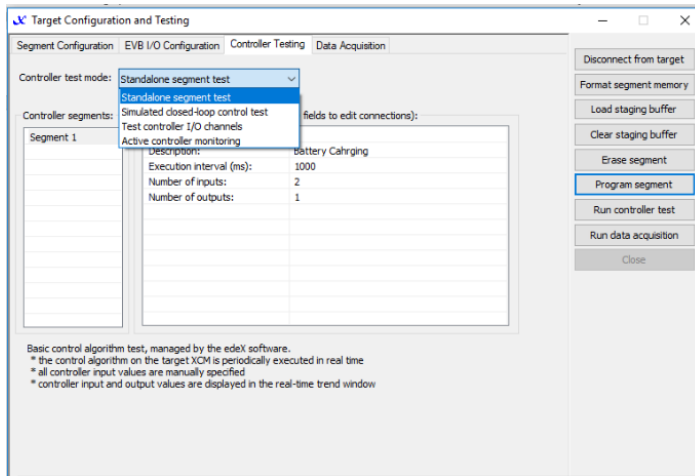 Target Configuration and Testing
Segment Configuration EVB I/O Configuration Controller Testing Data Acquisition
Disconnect from target
Format segment memory
Load staging buffer
Clear staging buffer
Erase segment
Program segment
Run controller test
Run data acquisition
Close
Controller test mode: Standalone segment test
Standalone segment test
Simulated closed-loop control test
Test controller I/O channels
Active controller monitoring
Controller segments: fields to edit connections):
Segment 1
Description: Battery Cahrging
Execution interval (ms): 1000
Number of inputs: 2
Number of outputs: 1
Basic control algorithm test, managed by the edeX software.
* the control algorithm on the target XCM is periodically executed in real time
* all controller input values are manually specified
* controller input and output values are displayed in the real-time trend window